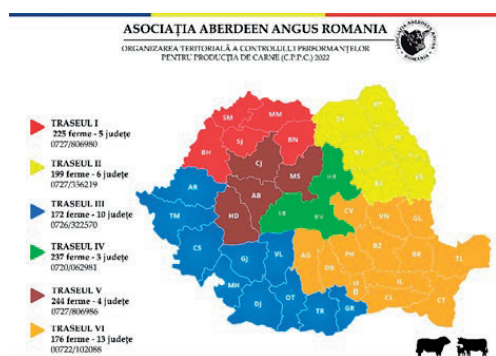 ASOCIAȚIA ABERDEEN ANGUS ROMANIA
ORGANIZAREA TERITORIALĂ A CONTROLULUI PERFORMANȚELOR
PENTRU PRODUCȚIA DE CARNE (C.P.P.C.) 2022
TRASEUL I
225 ferme - 5 județe
0727/806980
TRASEUL II
199 ferme - 6 județe
0727/356219
TRASEUL III
172 ferme - 10 județe
0726/322570
TRASEUL IV
237 ferme - 3 județe
0720/062981
TRASEUL V
244 ferme - 4 județe
0727/806986
TRASEUL VI
176 ferme - 13 județe
00722/102088
SM MM
BH SJ BN
CJ MS HR
AR AB SB BV CV VN GL
TM HD
CS GJ VL AG DB PH BZ BR TL
MH DJ OT TR GR IL CL CT